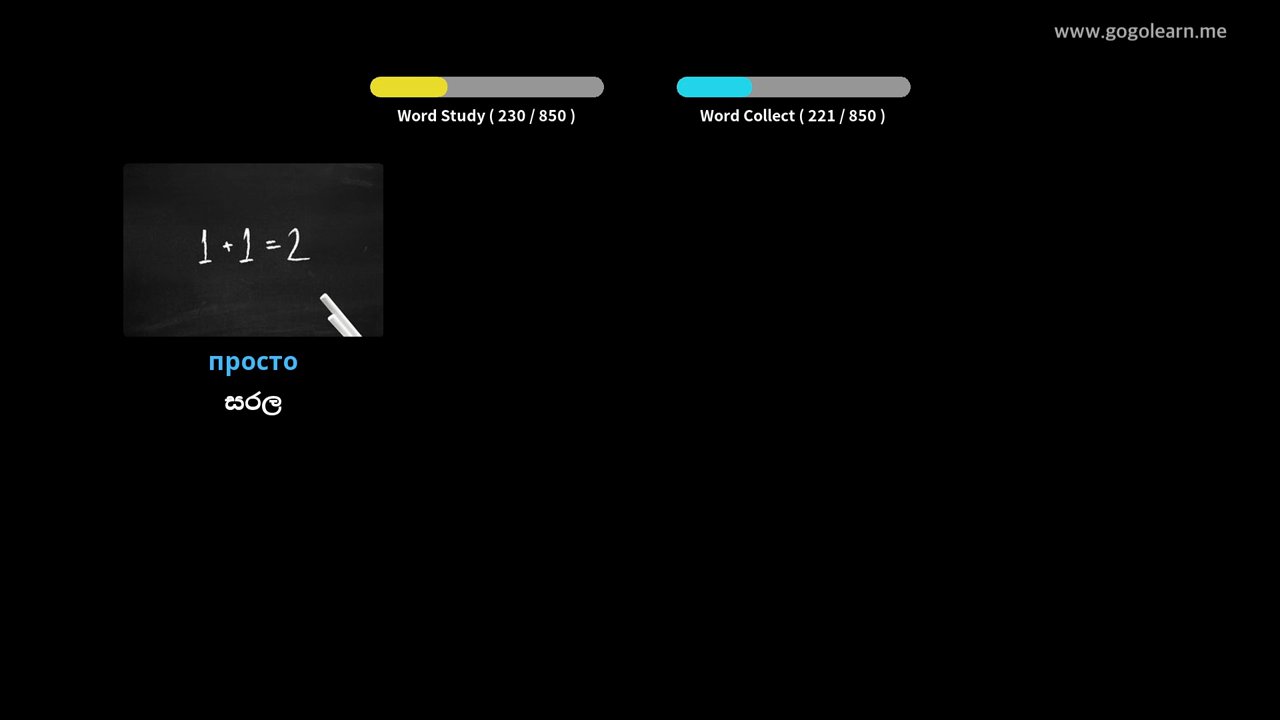 www.gogolearn.me
Word Study ( 230 / 850 )
Word Collect ( 221 / 850 )
1 + 1 = 2
просто
සරල